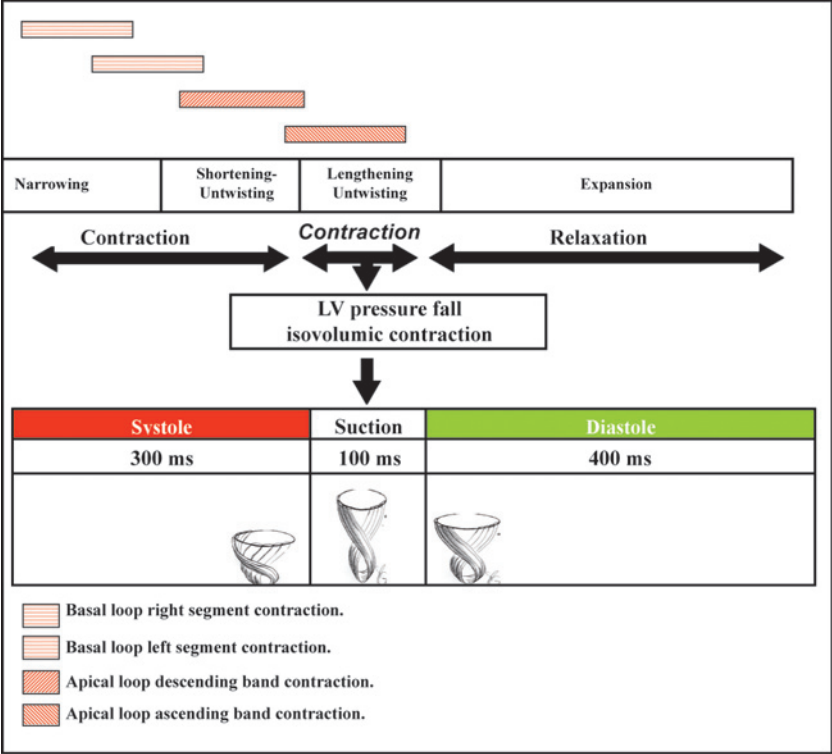 Narrowing
Shortening-
Untwisting
Lengthening
Untwisting
Expansion
Contraction
Contraction
Relaxation
LV pressure fall
isovolumic contraction
Svstole
Suction
Diastole
300 ms
100 ms
400 ms
Basal loop right segment contraction.
Basal loop left segment contraction.
Apical loop descending band contraction.
Apical loop ascending band contraction.